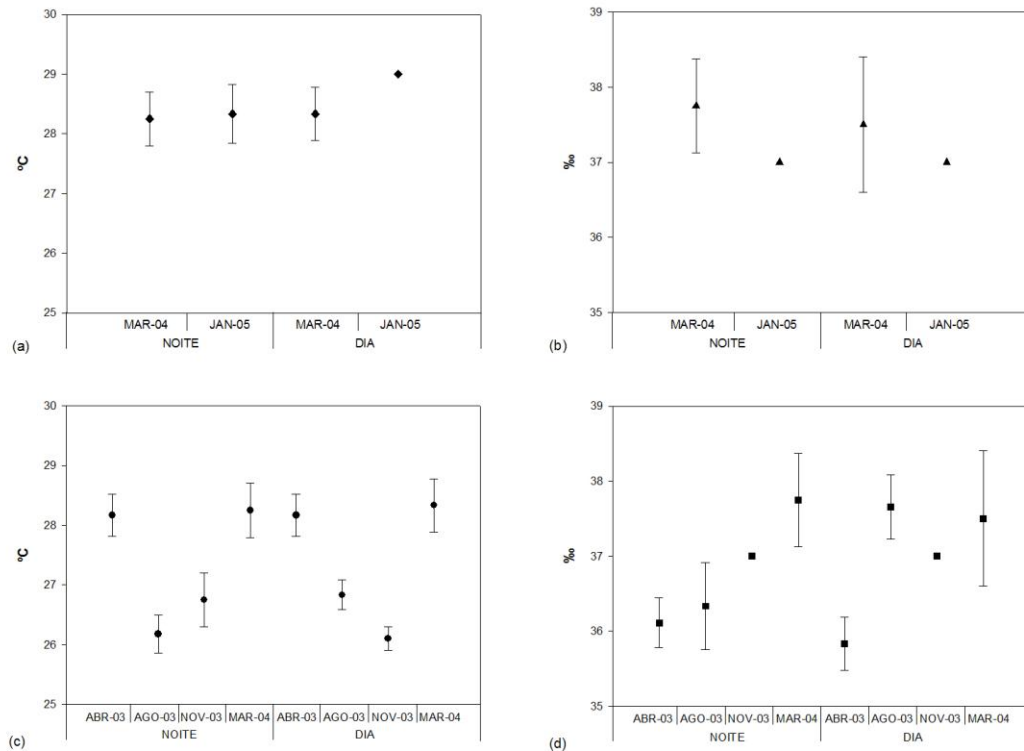 30
29
28
27
26
25
ºC
MAR-04 JAN-05 MAR-04 JAN-05
NOITE DIA
(a)
39
38
37
36
35
‰
MAR-04 JAN-05 MAR-04 JAN-05
NOITE DIA
(b)
30
29
28
27
26
25
ºC
ABR-03 AGO-03 NOV-03 MAR-04 ABR-03 AGO-03 NOV-03 MAR-04
NOITE DIA
(c)
39
38
37
36
35
‰
ABR-03 AGO-03 NOV-03 MAR-04 ABR-03 AGO-03 NOV-03 MAR-04
NOITE DIA
(d)